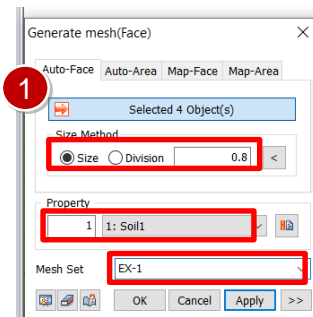 Generate mesh(Face)
1
Auto-Face Auto-Area Map-Face Map-Area
Selected 4 Object(s)
Size Method
Size Division 0.8 <
Property
1 1: Soil1
Mesh Set EX-1
OK Cancel Apply >>